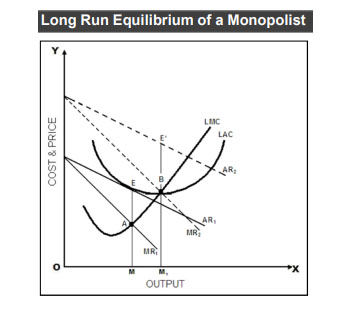 Long Run Equilibrium of a Monopolist
Y
LMC
LAC
E'
AR₂
B
E
AR₁
A
MR₂
MR₁
COST & PRICE
O
M
M₁
X
OUTPUT